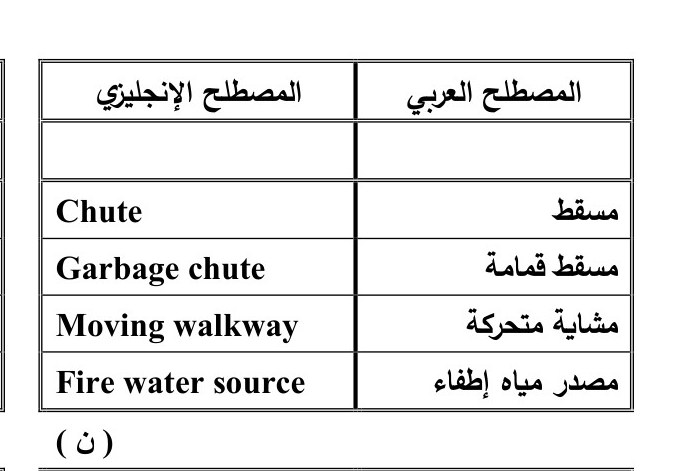 المصطلح العربي المصطلح الإنجليزي
مسقط Chute
مسقط قمامة Garbage chute
مشاية متحركة Moving walkway
مصدر مياه إطفاء Fire water source
( ن )